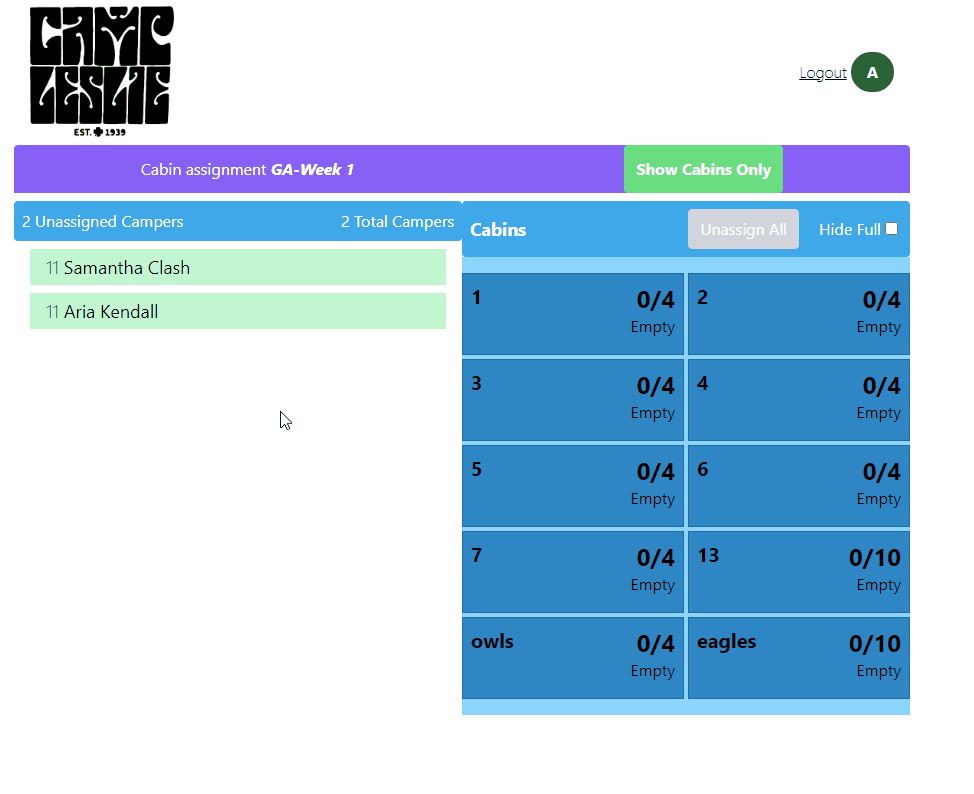 CAMP
LESLIE
EST. 1939
Logout A
Cabin assignment GA-Week 1 Show Cabins Only
2 Unassigned Campers 2 Total Campers
Cabins Unassign All Hide Full
11 Samantha Clash
11 Aria Kendall
1 0/4
Empty
2 0/4
Empty
3 0/4
Empty
4 0/4
Empty
5 0/4
Empty
6 0/4
Empty
7 0/4
Empty
13 0/10
Empty
owls 0/4
Empty
eagles 0/10
Empty